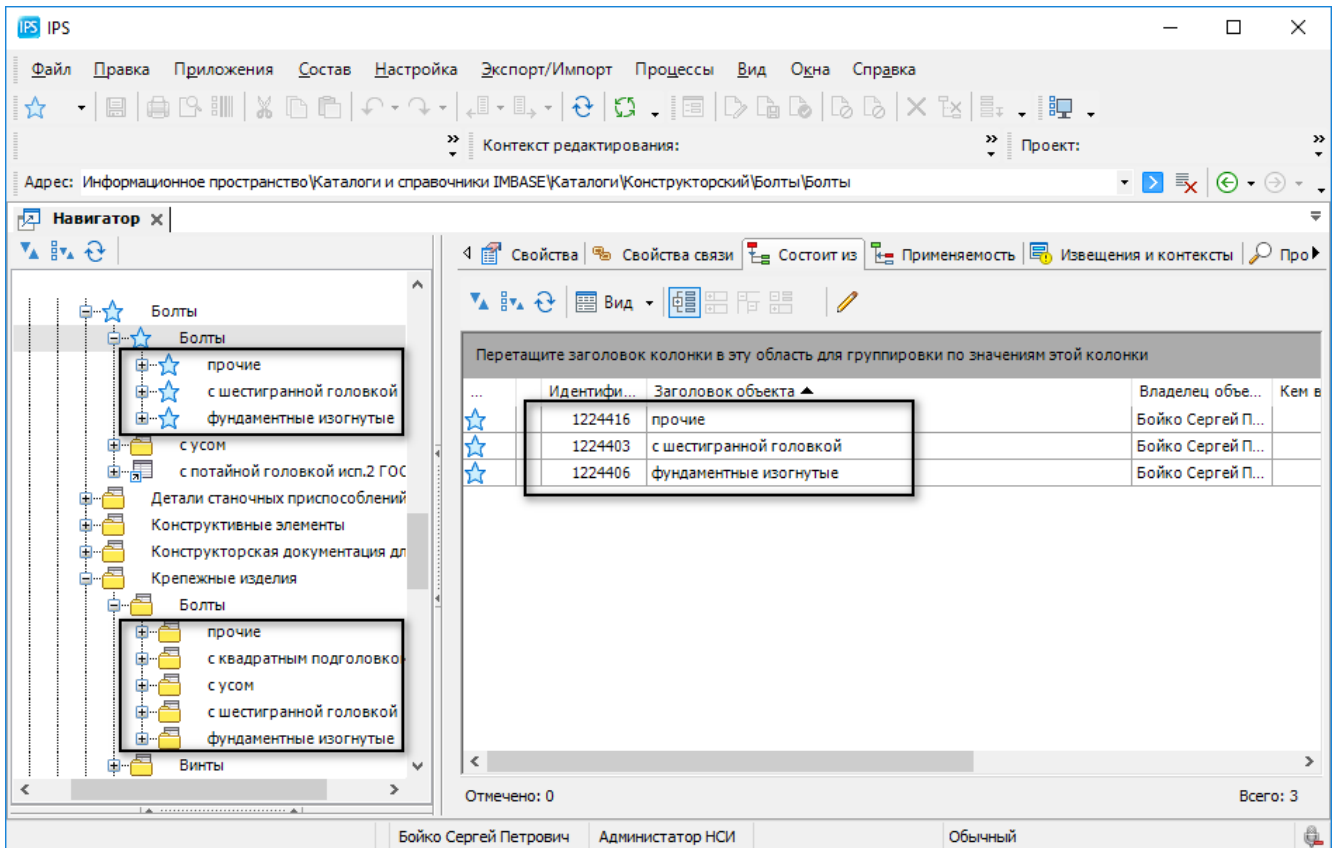 IPS IPS
Файл Правка Приложения Состав Настройка Экспорт/Импорт Процессы Вид Окна Справка
Контекст редактирования: Проект:
Адрес: Информационное пространство\Каталоги и справочники IMBASE\Каталоги\Конструкторский\Болты\Болты
Навигатор
Свойства Свойства связи Состоит из Применяемость Извещения и контексты Про
Вид
Болты
Болты
прочие
с шестигранной головкой
фундаментные изогнутые
с усом
с потайной головкой исп.2 ГОС
Детали станочных приспособлений
Конструктивные элементы
Конструкторская документация дл
Крепежные изделия
Болты
прочие
с квадратным подголовко
с усом
с шестигранной головкой
фундаментные изогнутые
Винты
Перетащите заголовок колонки в эту область для группировки по значениям этой колонки
... Идентифи... Заголовок объекта Владелец объе... Кем в
1224416 прочие Бойко Сергей П...
1224403 с шестигранной головкой Бойко Сергей П...
1224406 фундаментные изогнутые Бойко Сергей П...
Отмечено: 0 Всего: 3
Бойко Сергей Петрович Администатор НСИ Обычный